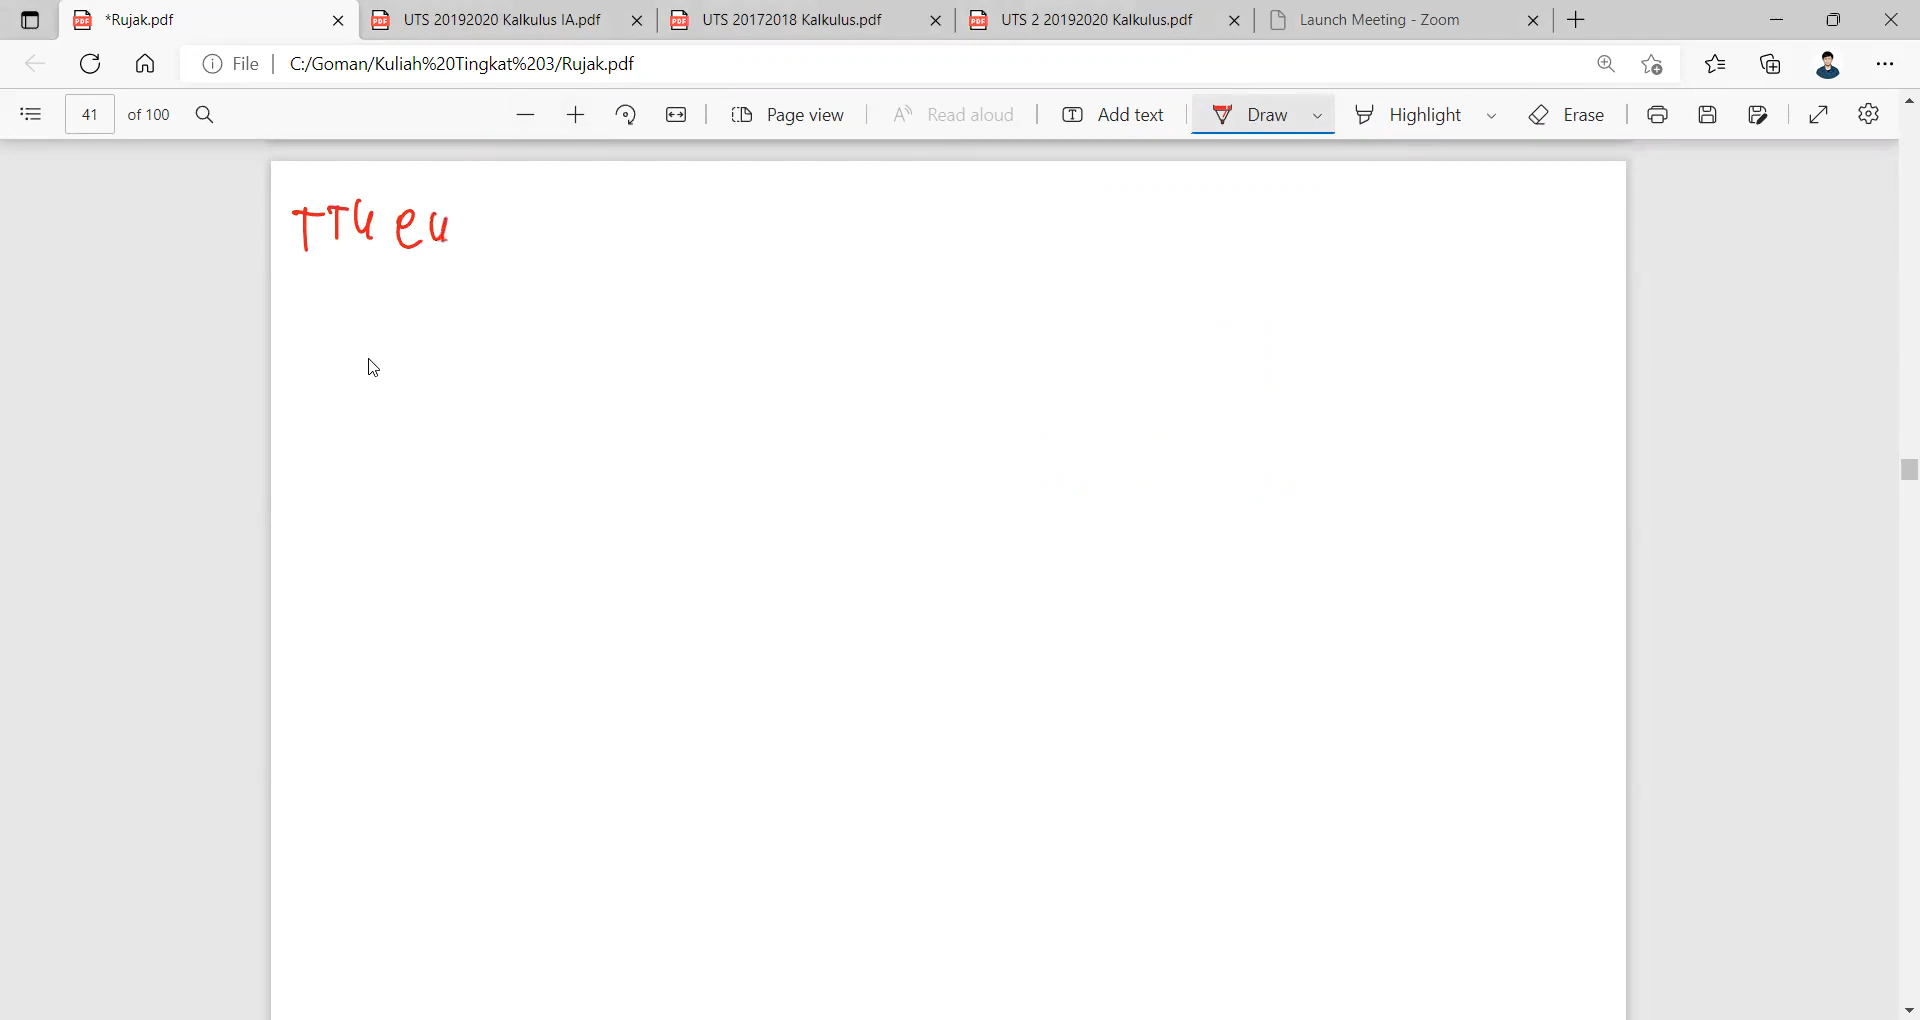 *Rujak.pdf
UTS 20192020 Kalkulus IA.pdf
UTS 20172018 Kalkulus.pdf
UTS 2 20192020 Kalkulus.pdf
Launch Meeting - Zoom
File
C:/Goman/Kuliah%20Tingkat%203/Rujak.pdf
41 of 100
Page view
Read aloud
Add text
Draw
Highlight
Erase